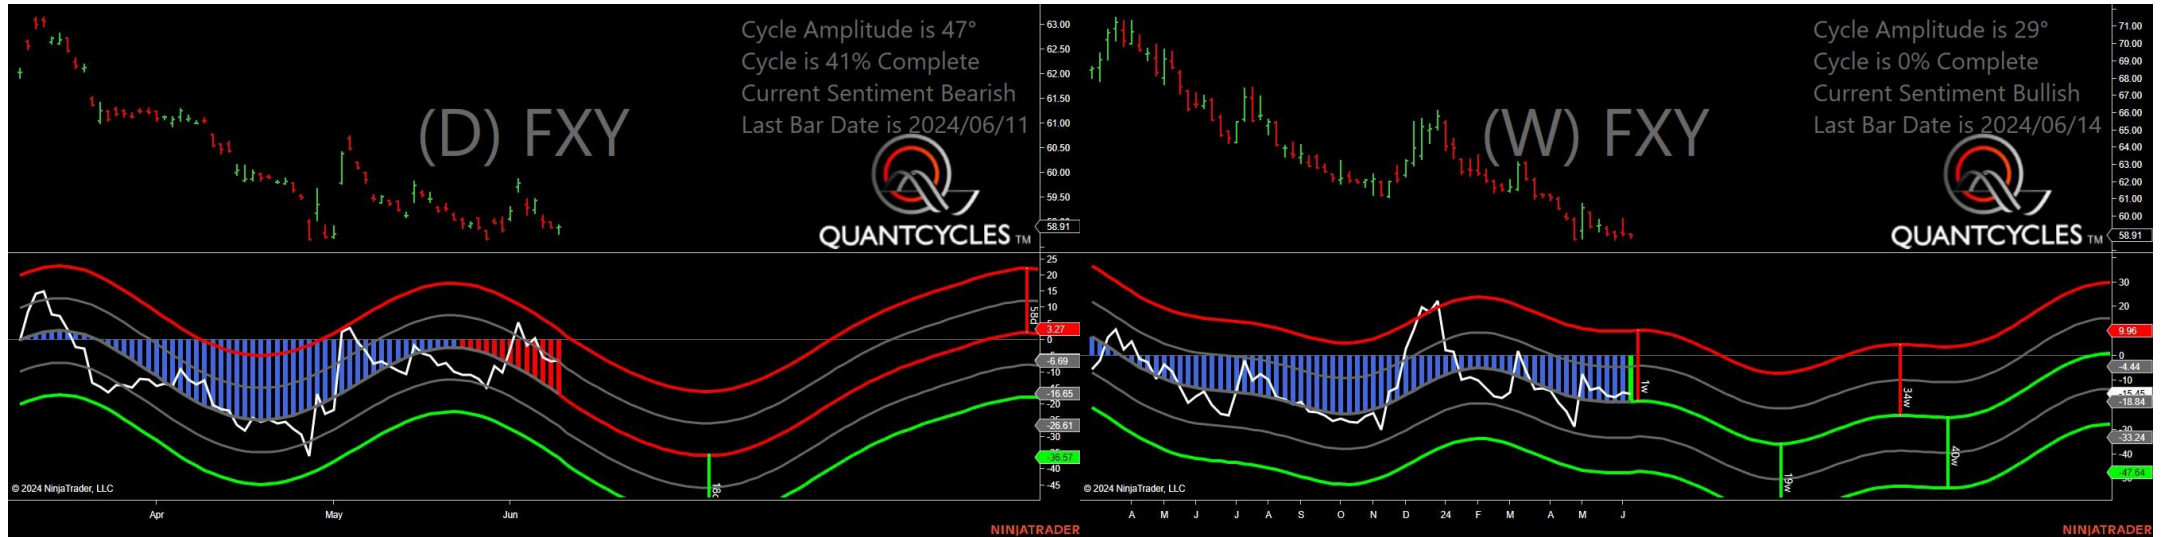 Cycle Amplitude is 47°
Cycle is 41% Complete
Current Sentiment Bearish
Last Bar Date is 2024/06/11
(D) FXY
QUANTCYCLES TM
63.00
62.50
62.00
61.50
61.00
60.50
60.00
59.50
58.91
25
20
15
10
58d
3.27
0
-6.69
-10
-16.65
-20
-26.61
-30
-36.57
-40
-45
© 2024 NinjaTrader, LLC
Apr
May
Jun
NINJATRADER
Cycle Amplitude is 29°
Cycle is 0% Complete
Current Sentiment Bullish
Last Bar Date is 2024/06/14
(W) FXY
QUANTCYCLES TM
71.00
70.00
69.00
68.00
67.00
66.00
65.00
64.00
63.00
62.00
61.00
60.00
58.91
30
20
9.96
0
-4.44
-10
-18.84
-33.24
-40
-47.64
1w
34w
19w
40w
© 2024 NinjaTrader, LLC
A M J J A S O N D 24 F M A M J
NINJATRADER